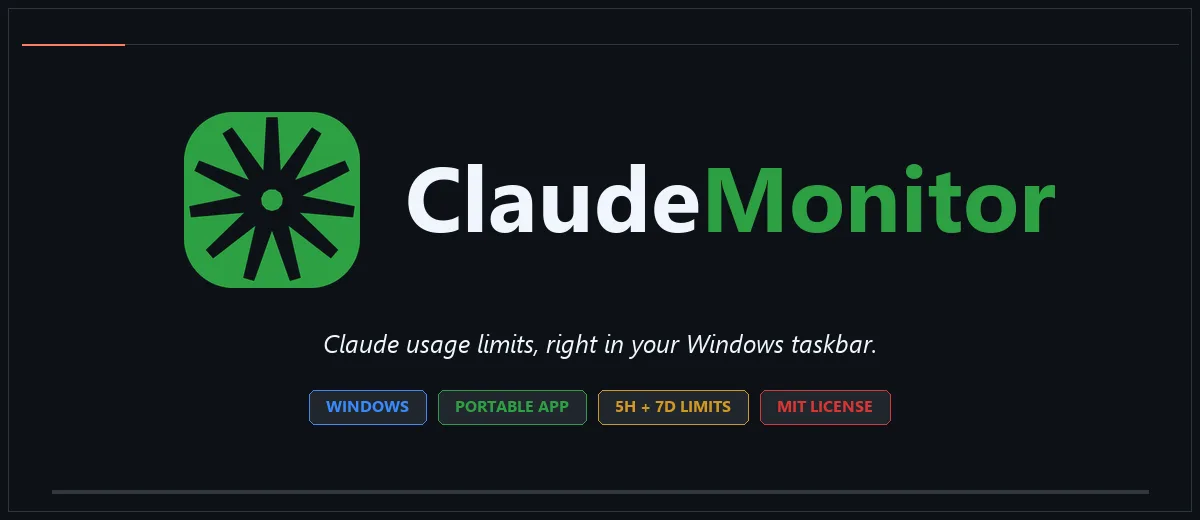 ClaudeMonitor
Claude usage limits, right in your Windows taskbar.
WINDOWS PORTABLE APP 5H + 7D LIMITS MIT LICENSE